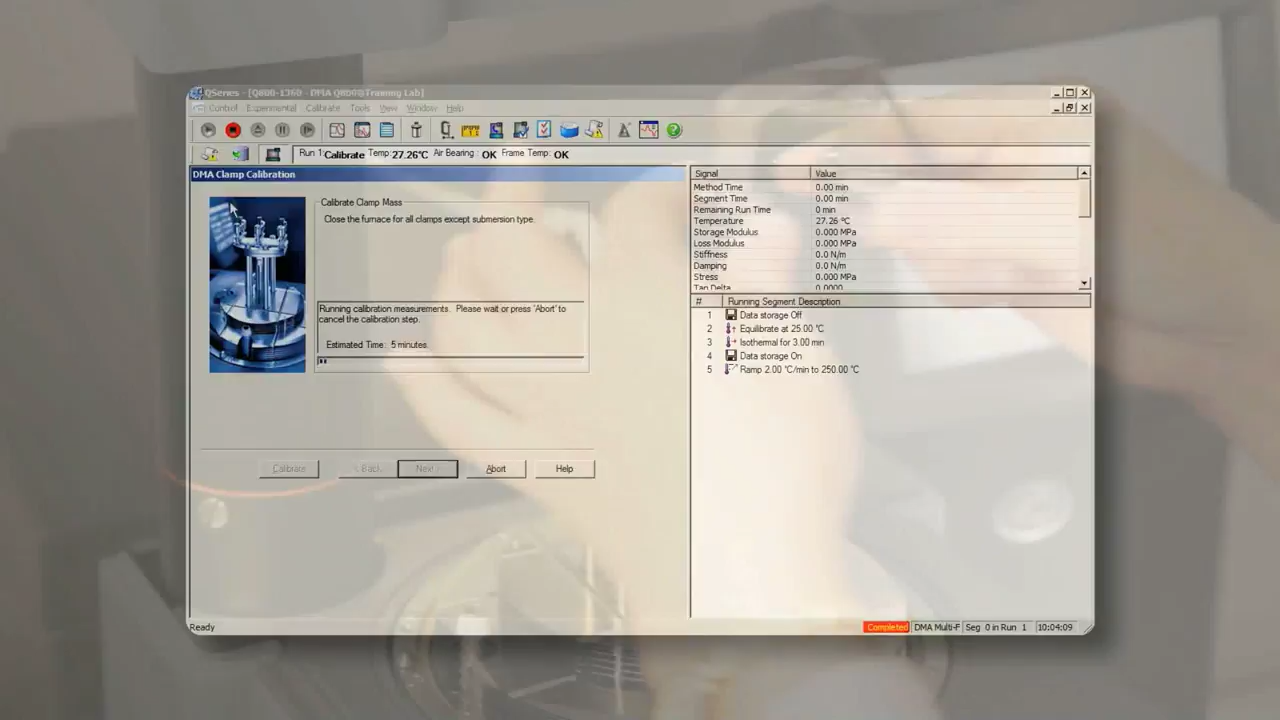 QSeries - [Q800-1360 - DMA Q800@Training Lab]
Control Experimental Calibrate Tools View Window Help
Run 1 Calibrate Temp: 27.26°C Air Bearing : OK Frame Temp: OK
DMA Clamp Calibration
Calibrate Clamp Mass
Close the furnace for all clamps except submersion type.
Running calibration measurements. Please wait or press 'Abort' to
cancel the calibration step.
Estimated Time: 5 minutes.
Calibrate < Back Next Abort Help
Signal Value
Method Time 0.00 min
Segment Time 0.00 min
Remaining Run Time 0 min
Temperature 27.26 °C
Storage Modulus 0.000 MPa
Loss Modulus 0.000 MPa
Stiffness 0.0 N/m
Damping 0.0 N/m
Stress 0.000 MPa
Tan Delta 0.0000
# Running Segment Description
1 Data storage Off
2 Equilibrate at 25.00 °C
3 Isothermal for 3.00 min
4 Data storage On
5 Ramp 2.00 °C/min to 250.00 °C
Ready Completed DMA Multi-F Seg 0 in Run 1 10:04:09